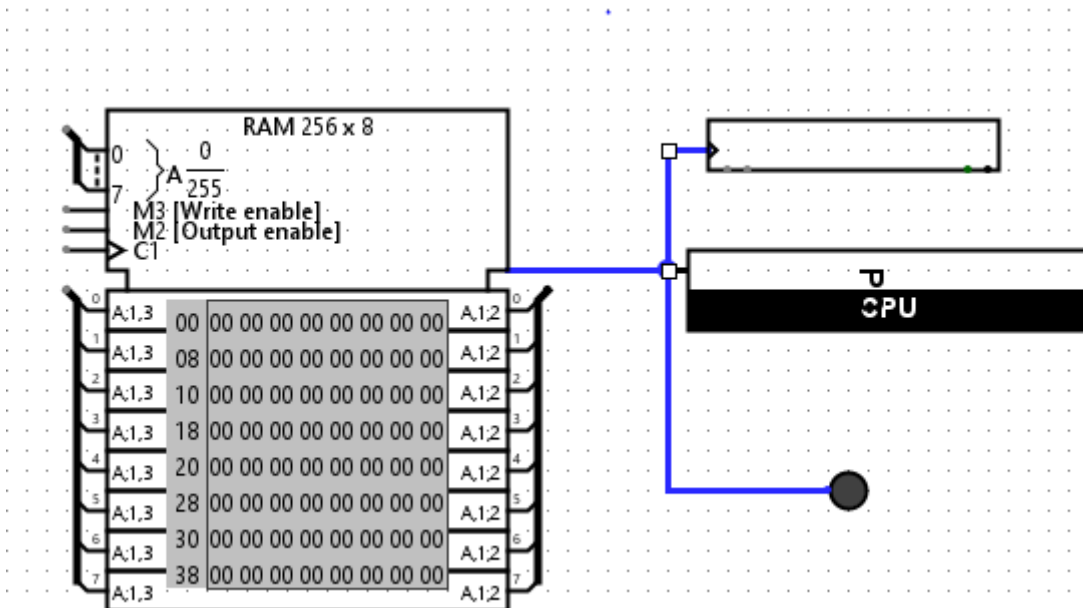 RAM 256 x 8
0
0
A
255
7
M3 [Write enable]
M2 [Output enable]
C1
P
CPU
0 A;1,3 00 00 00 00 00 00 00 00 00 A,1;2 0
1 A;1,3 08 00 00 00 00 00 00 00 00 A,1;2 1
2 A;1,3 10 00 00 00 00 00 00 00 00 A,1;2 2
3 A;1,3 18 00 00 00 00 00 00 00 00 A,1;2 3
4 A;1,3 20 00 00 00 00 00 00 00 00 A,1;2 4
5 A;1,3 28 00 00 00 00 00 00 00 00 A,1;2 5
6 A;1,3 30 00 00 00 00 00 00 00 00 A,1;2 6
7 A;1,3 38 00 00 00 00 00 00 00 00 A,1;2 7